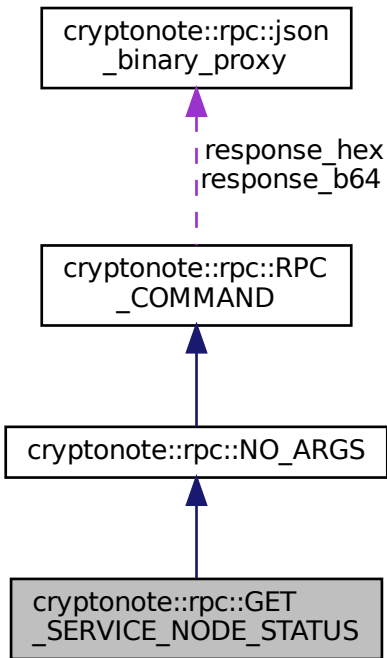 cryptonote::rpc::json
_binary_proxy
response_hex
response_b64
cryptonote::rpc::RPC
_COMMAND
cryptonote::rpc::NO_ARGS
cryptonote::rpc::GET
_SERVICE_NODE_STATUS